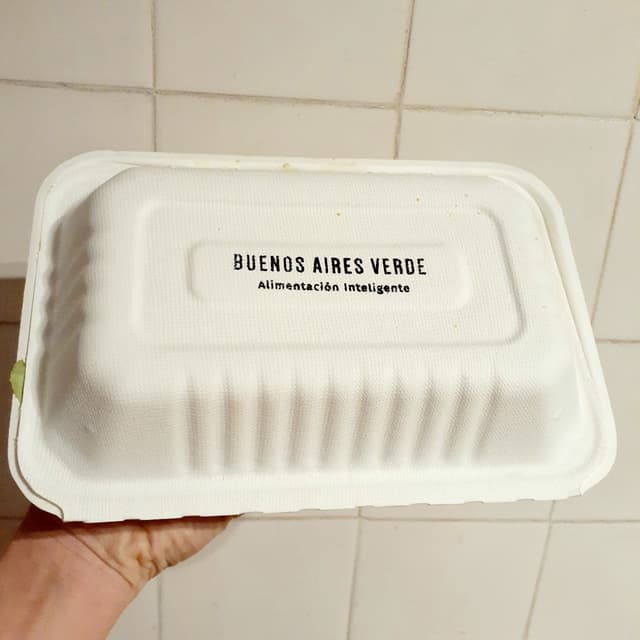 BUENOS AIRES VERDE
Alimentación Inteligente